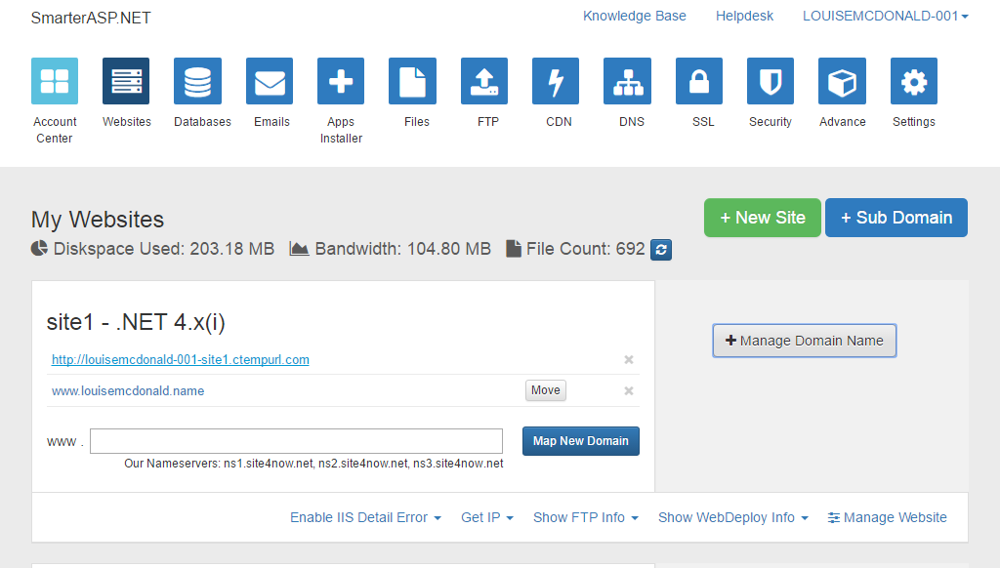 SmarterASP.NET
Knowledge Base Helpdesk LOUISEMCDONALD-001
Account Center Websites Databases Emails Apps Installer Files FTP CDN DNS SSL Security Advance Settings
My Websites
+ New Site + Sub Domain
Diskspace Used: 203.18 MB Bandwidth: 104.80 MB File Count: 692
site1 - .NET 4.x(i)
+ Manage Domain Name
http://louisemcdonald-001-site1.ctempurl.com
www.louisemcdonald.name Move
www . Map New Domain
Our Nameservers: ns1.site4now.net, ns2.site4now.net, ns3.site4now.net
Enable IIS Detail Error Get IP Show FTP Info Show WebDeploy Info Manage Website